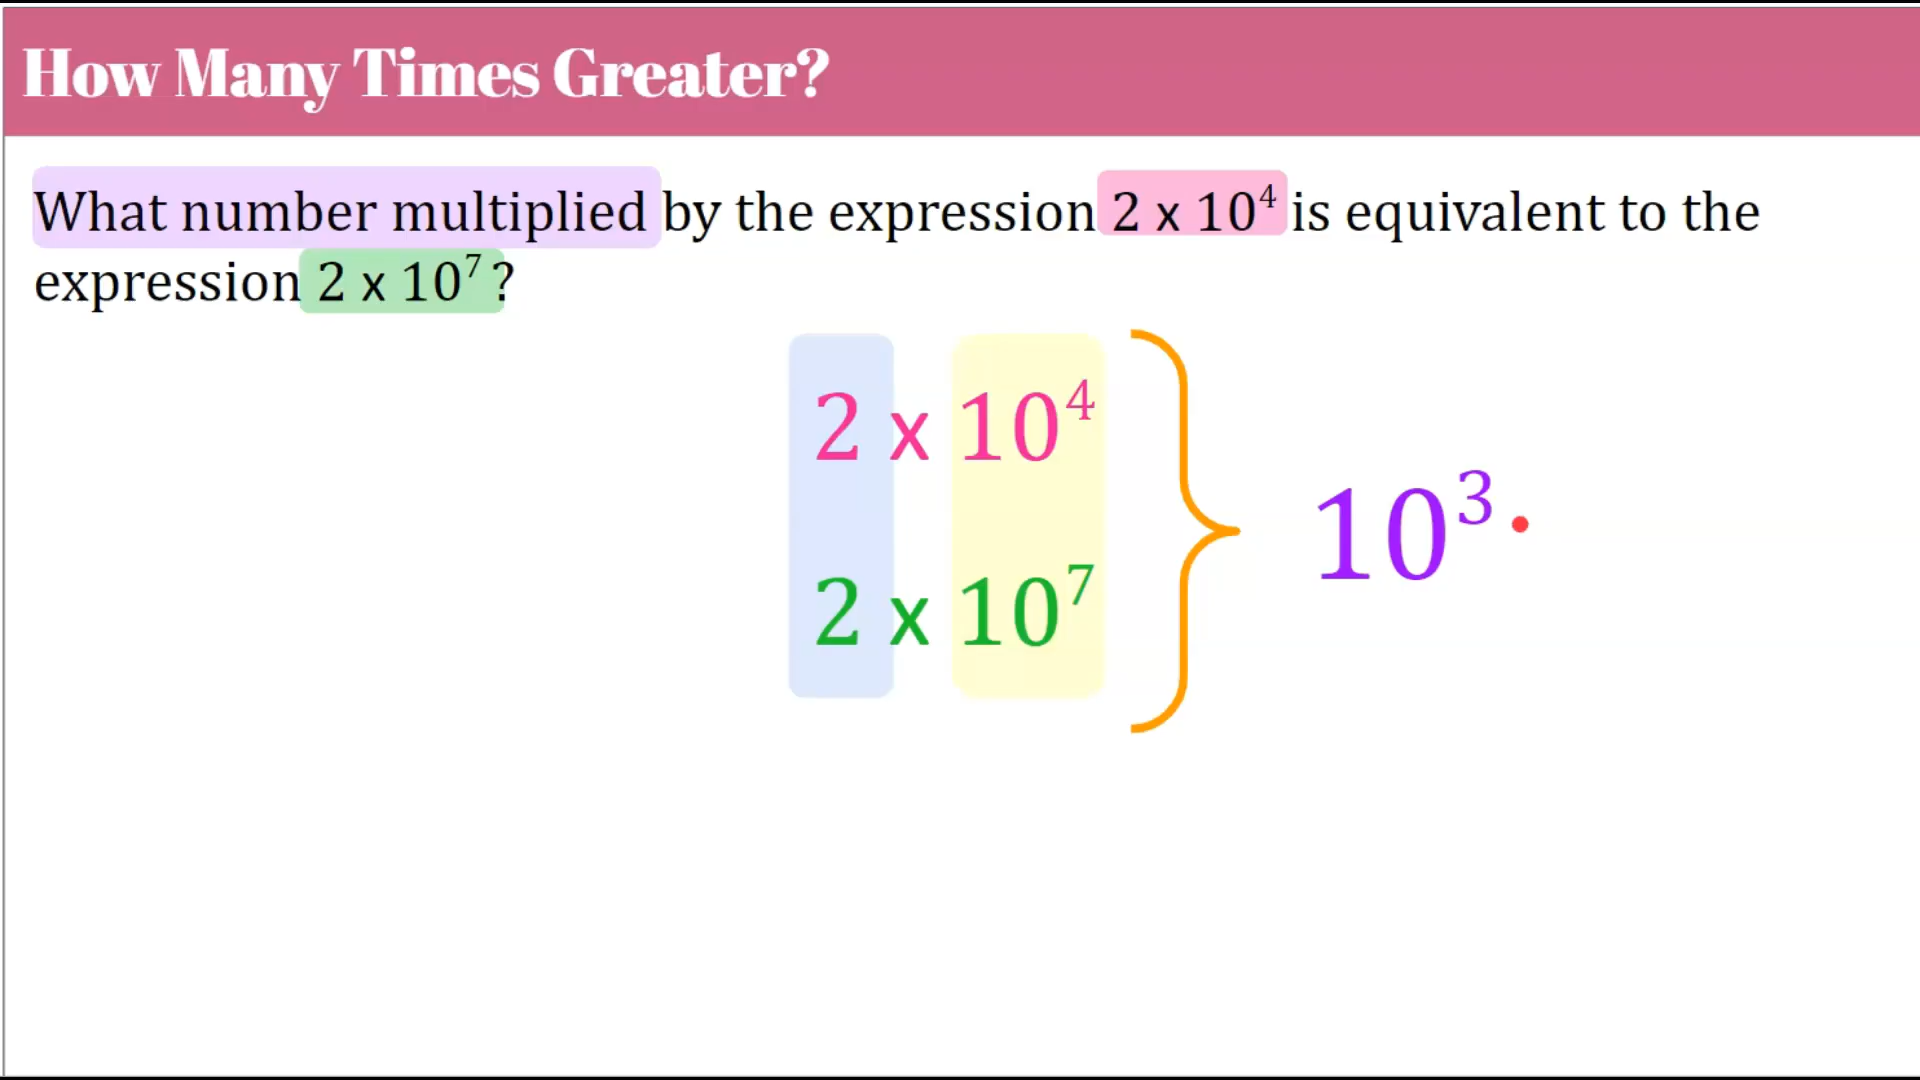 How Many Times Greater?
What number multiplied by the expression 2 x 10⁴ is equivalent to the
expression 2 x 10⁷?
2 x 10⁴
10³
2 x 10⁷